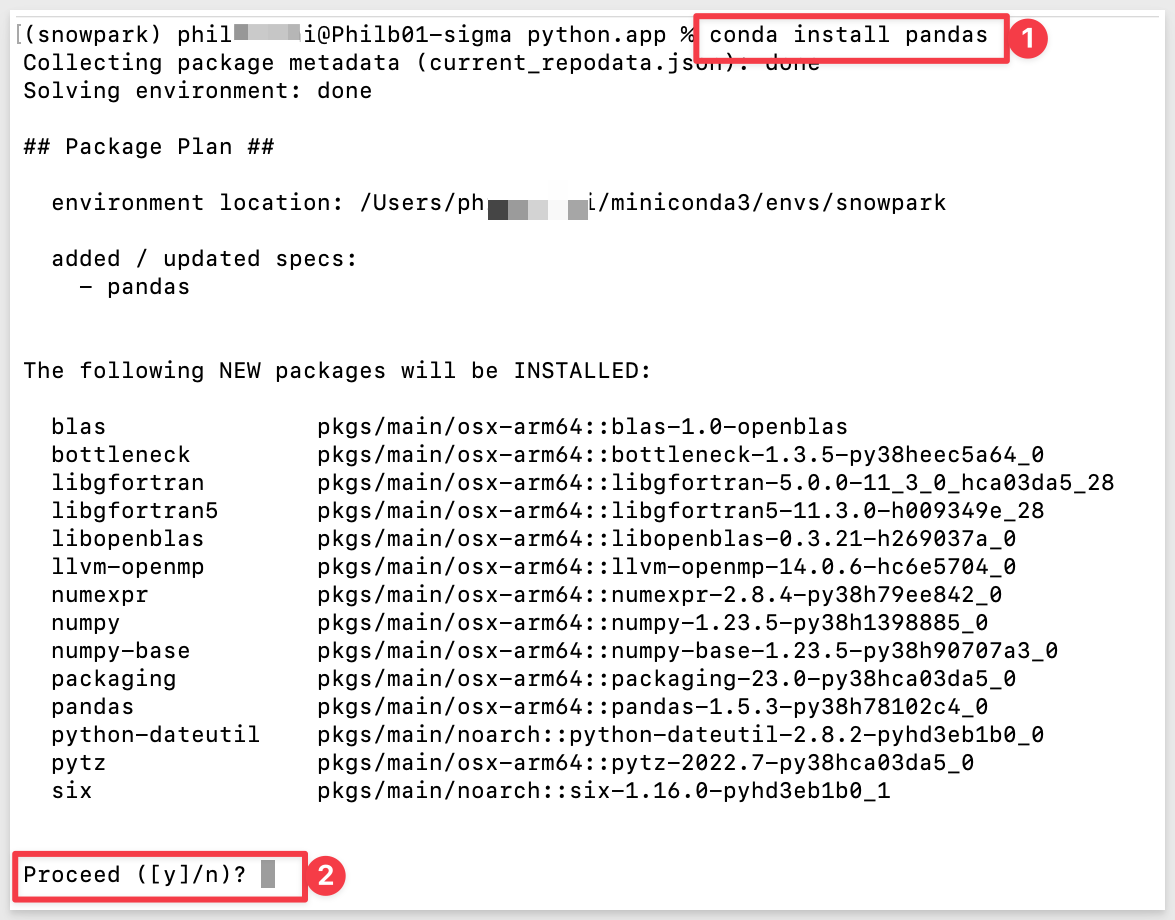 (snowpark) phil i@Philb01-sigma python.app % conda install pandas 1
Collecting package metadata (current_repodata.json): done
Solving environment: done
## Package Plan ##
environment location: /Users/ph i/miniconda3/envs/snowpark
added / updated specs:
- pandas
The following NEW packages will be INSTALLED:
blas pkgs/main/osx-arm64::blas-1.0-openblas
bottleneck pkgs/main/osx-arm64::bottleneck-1.3.5-py38heec5a64_0
libgfortran pkgs/main/osx-arm64::libgfortran-5.0.0-11_3_0_hca03da5_28
libgfortran5 pkgs/main/osx-arm64::libgfortran5-11.3.0-h009349e_28
libopenblas pkgs/main/osx-arm64::libopenblas-0.3.21-h269037a_0
llvm-openmp pkgs/main/osx-arm64::llvm-openmp-14.0.6-hc6e5704_0
numexpr pkgs/main/osx-arm64::numexpr-2.8.4-py38h79ee842_0
numpy pkgs/main/osx-arm64::numpy-1.23.5-py38h1398885_0
numpy-base pkgs/main/osx-arm64::numpy-base-1.23.5-py38h90707a3_0
packaging pkgs/main/osx-arm64::packaging-23.0-py38hca03da5_0
pandas pkgs/main/osx-arm64::pandas-1.5.3-py38h78102c4_0
python-dateutil pkgs/main/noarch::python-dateutil-2.8.2-pyhd3eb1b0_0
pytz pkgs/main/osx-arm64::pytz-2022.7-py38hca03da5_0
six pkgs/main/noarch::six-1.16.0-pyhd3eb1b0_1
Proceed ([y]/n)? 2